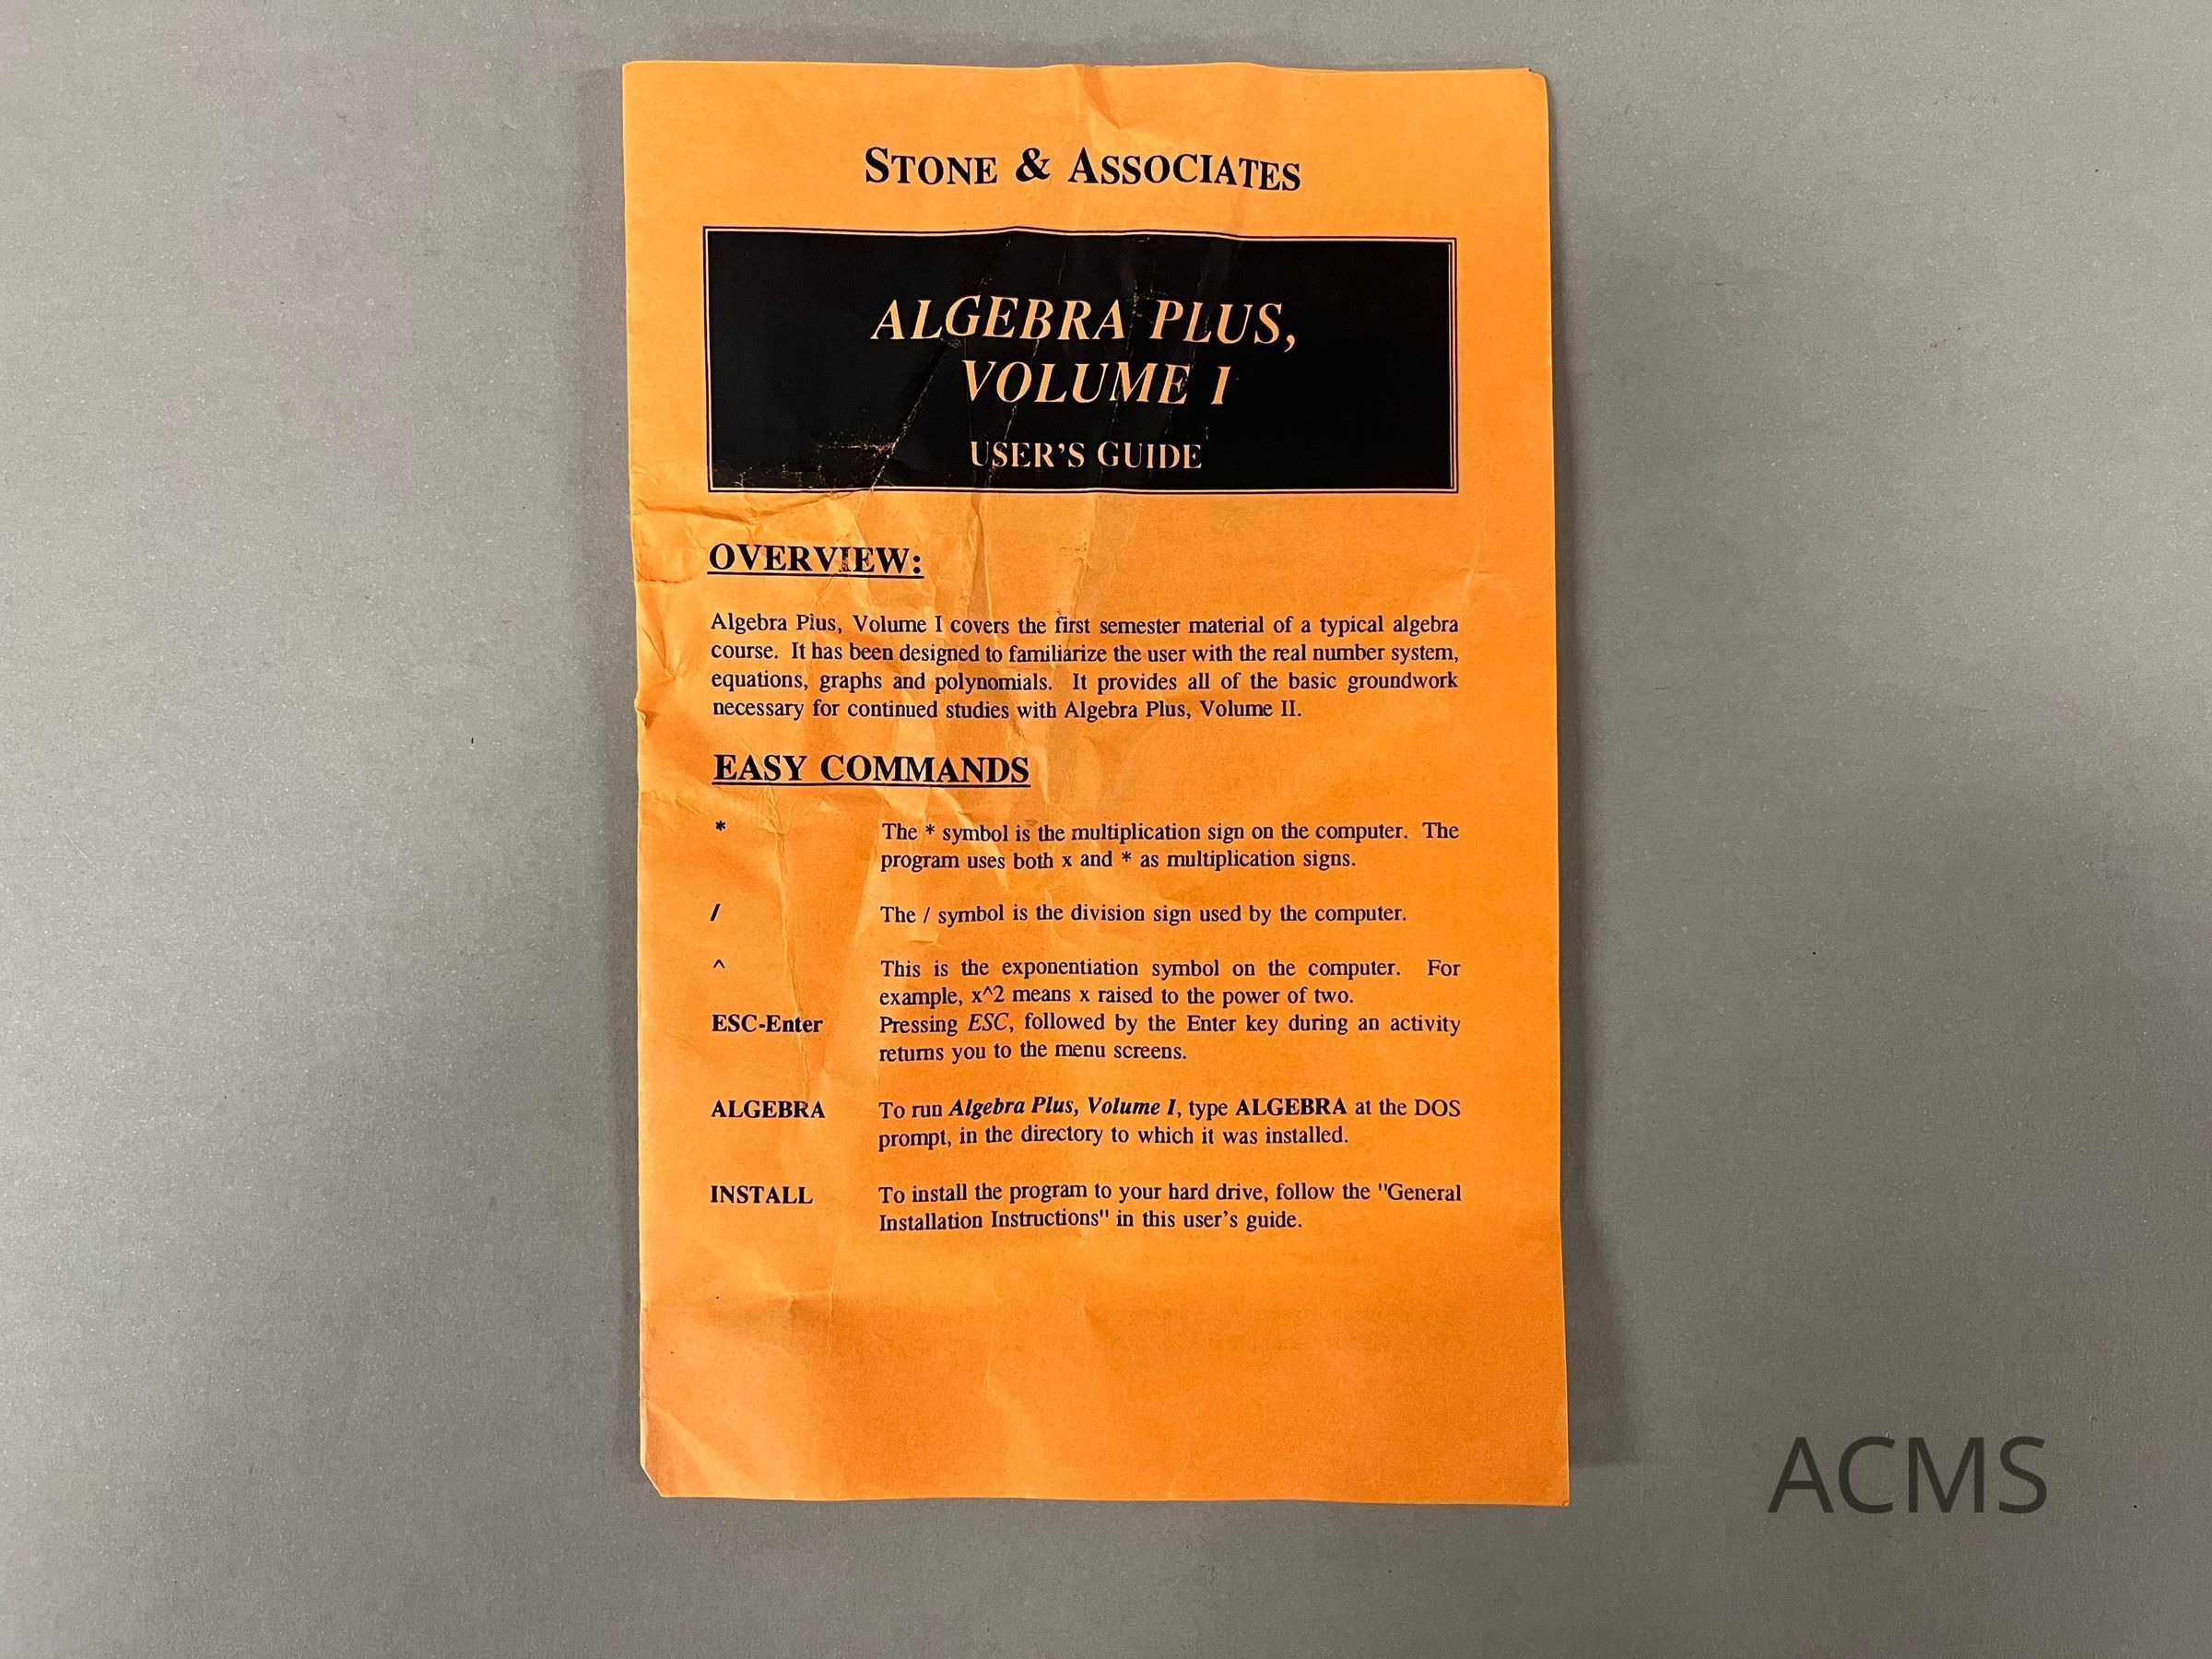 STONE & ASSOCIATES
ALGEBRA PLUS,
VOLUME I
USER'S GUIDE
OVERVIEW:
Algebra Plus, Volume I covers the first semester material of a typical algebra
course. It has been designed to familiarize the user with the real number system,
equations, graphs and polynomials. It provides all of the basic groundwork
necessary for continued studies with Algebra Plus, Volume II.
EASY COMMANDS
* The * symbol is the multiplication sign on the computer. The
program uses both x and * as multiplication signs.
/ The / symbol is the division sign used by the computer.
^ This is the exponentiation symbol on the computer. For
example, x^2 means x raised to the power of two.
ESC-Enter Pressing ESC, followed by the Enter key during an activity
returns you to the menu screens.
ALGEBRA To run Algebra Plus, Volume I, type ALGEBRA at the DOS
prompt, in the directory to which it was installed.
INSTALL To install the program to your hard drive, follow the "General
Installation Instructions" in this user's guide.
ACMS